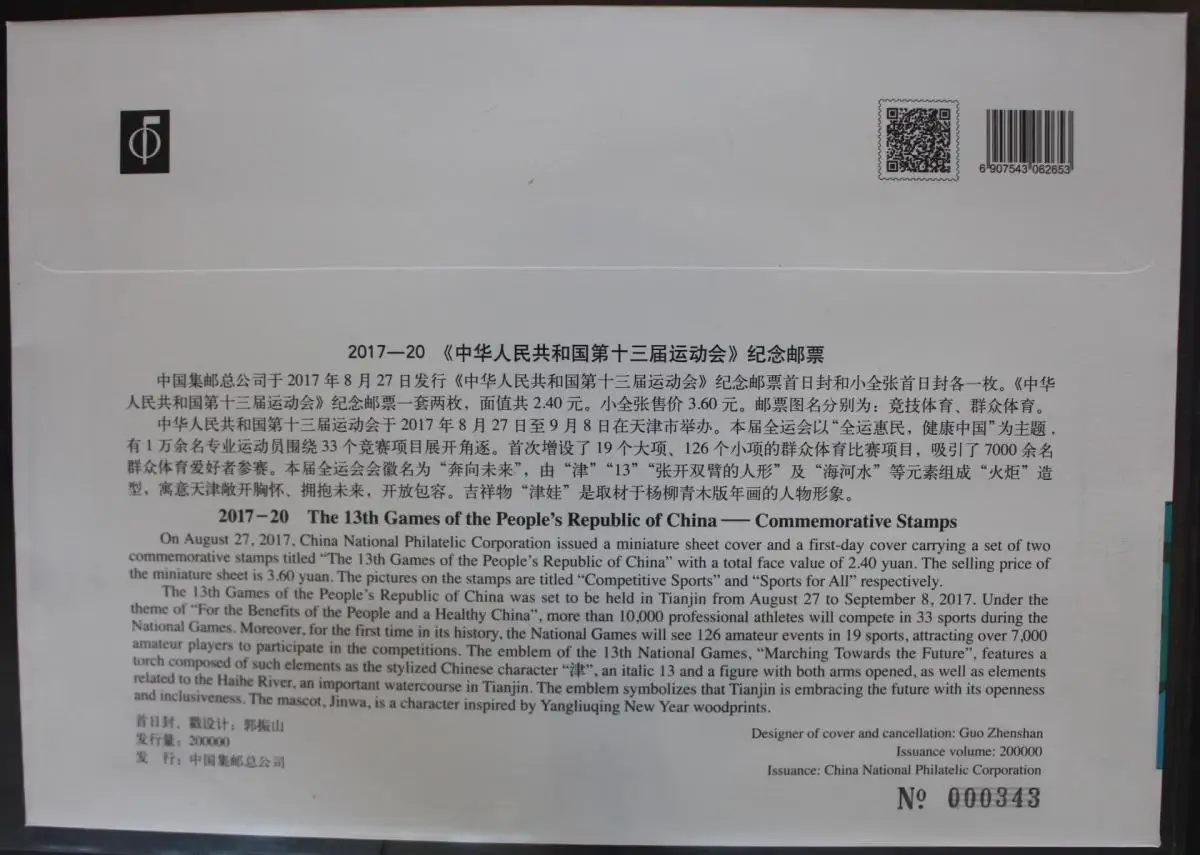 6 907543 062653
2017—20 《中华人民共和国第十三届运动会》纪念邮票
中国集邮总公司于 2017 年 8 月 27 日发行《中华人民共和国第十三届运动会》纪念邮票首日封和小全张首日封各一枚。《中华
人民共和国第十三届运动会》纪念邮票一套两枚，面值共 2.40 元。小全张售价 3.60 元。邮票图名分别为：竞技体育、群众体育。
中华人民共和国第十三届运动会于 2017 年 8 月 27 日至 9 月 8 日在天津市举办。本届全运会以“全运惠民，健康中国”为主题，
有 1 万余名专业运动员围绕 33 个竞赛项目展开角逐。首次增设了 19 个大项、126 个小项的群众体育比赛项目，吸引了 7000 余名
群众体育爱好者参赛。本届全运会会徽名为“奔向未来”，由“津”“13”“张开双臂的人形”及“海河水”等元素组成“火炬”造
型，寓意天津敞开胸怀、拥抱未来，开放包容。吉祥物“津娃”是取材于杨柳青木版年画的人物形象。
2017－20 The 13th Games of the People's Republic of China — Commemorative Stamps
On August 27, 2017, China National Philatelic Corporation issued a miniature sheet cover and a first-day cover carrying a set of two
commemorative stamps titled “The 13th Games of the People's Republic of China” with a total face value of 2.40 yuan. The selling price of
the miniature sheet is 3.60 yuan. The pictures on the stamps are titled “Competitive Sports” and “Sports for All” respectively.
The 13th Games of the People's Republic of China was set to be held in Tianjin from August 27 to September 8, 2017. Under the
theme of “For the Benefits of the People and a Healthy China”, more than 10,000 professional athletes will compete in 33 sports during the
National Games. Moreover, for the first time in its history, the National Games will see 126 amateur events in 19 sports, attracting over 7,000
amateur players to participate in the competitions. The emblem of the 13th National Games, “Marching Towards the Future”, features a
torch composed of such elements as the stylized Chinese character “津”, an italic 13 and a figure with both arms opened, as well as elements
related to the Haihe River, an important watercourse in Tianjin. The emblem symbolizes that Tianjin is embracing the future with its openness
and inclusiveness. The mascot, Jinwa, is a character inspired by Yangliuqing New Year woodprints.
首日封、戳设计：郭振山
发行量：200000
发 行：中国集邮总公司
Designer of cover and cancellation: Guo Zhenshan
Issuance volume: 200000
Issuance: China National Philatelic Corporation
№ 000343